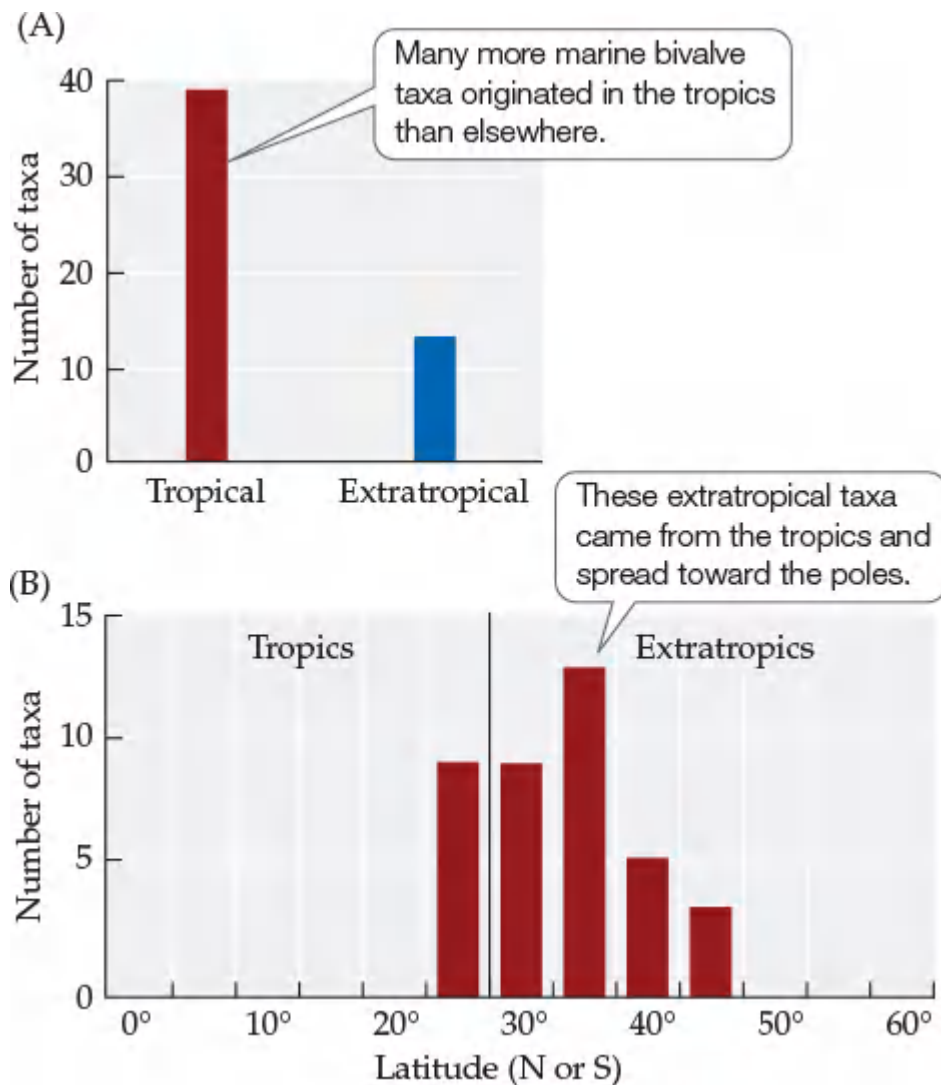 (A)
Many more marine bivalve
taxa originated in the tropics
than elsewhere.
40
30
20
10
0
Number of taxa
Tropical
Extratropical
These extratropical taxa
came from the tropics and
spread toward the poles.
(B)
15
10
5
0
Number of taxa
Tropics
Extratropics
0° 10° 20° 30° 40° 50° 60°
Latitude (N or S)